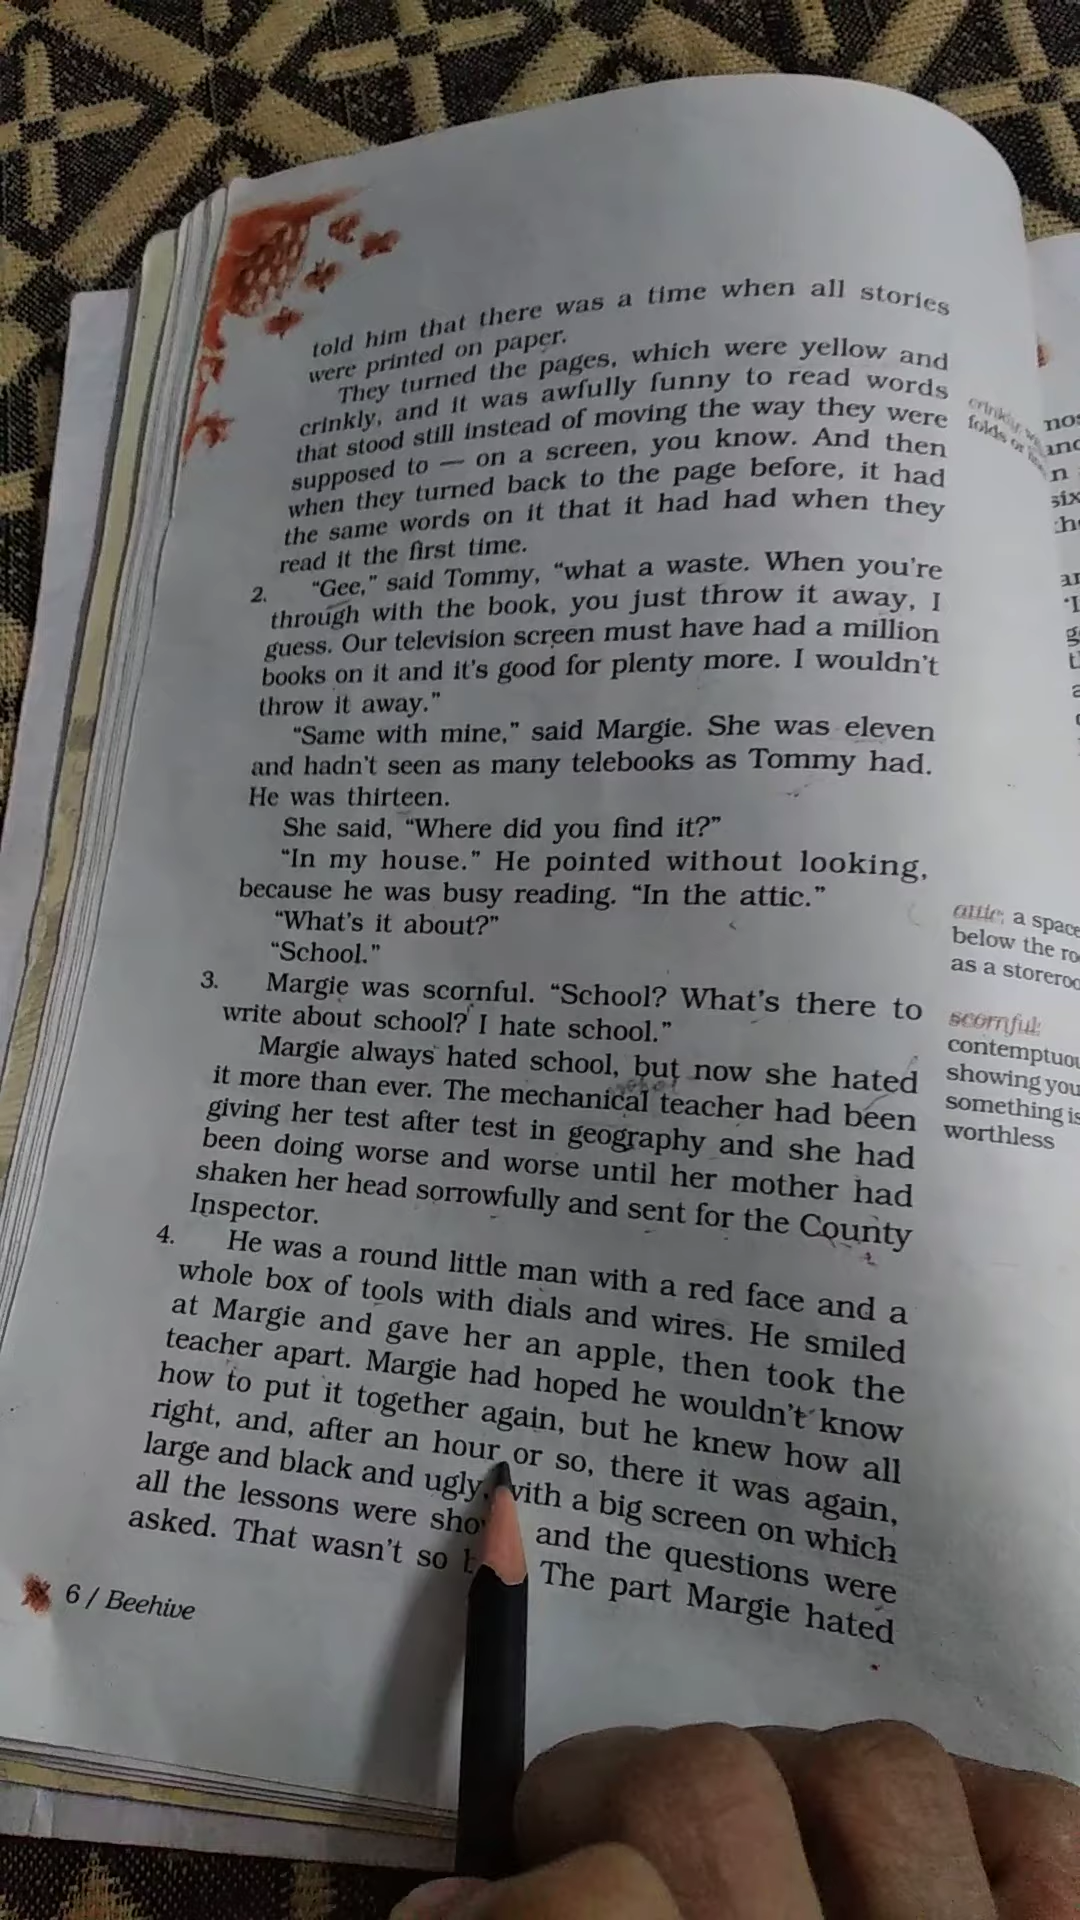 told him that there was a time when all stories
were printed on paper.
They turned the pages, which were yellow and
crinkly, and it was awfully funny to read words
that stood still instead of moving the way they were
supposed to — on a screen, you know. And then
when they turned back to the page before, it had
the same words on it that it had had when they
read it the first time.
2. “Gee,” said Tommy, “what a waste. When you’re
through with the book, you just throw it away, I
guess. Our television screen must have had a million
books on it and it’s good for plenty more. I wouldn’t
throw it away.”
“Same with mine,” said Margie. She was eleven
and hadn’t seen as many telebooks as Tommy had.
He was thirteen.
She said, “Where did you find it?”
“In my house.” He pointed without looking,
because he was busy reading. “In the attic.”
“What’s it about?”
“School.”
3. Margie was scornful. “School? What’s there to
write about school? I hate school.”
Margie always hated school, but now she hated
it more than ever. The mechanical teacher had been
giving her test after test in geography and she had
been doing worse and worse until her mother had
shaken her head sorrowfully and sent for the County
Inspector.
4. He was a round little man with a red face and a
whole box of tools with dials and wires. He smiled
at Margie and gave her an apple, then took the
teacher apart. Margie had hoped he wouldn’t know
how to put it together again, but he knew how all
right, and, after an hour or so, there it was again,
large and black and ugly, with a big screen on which
all the lessons were and the questions were
asked. That wasn’t so The part Margie hated
6 / Beehive
crinkly:
folds or
attic: a space
below the
as a
scornful:
showing you
something is
worthless